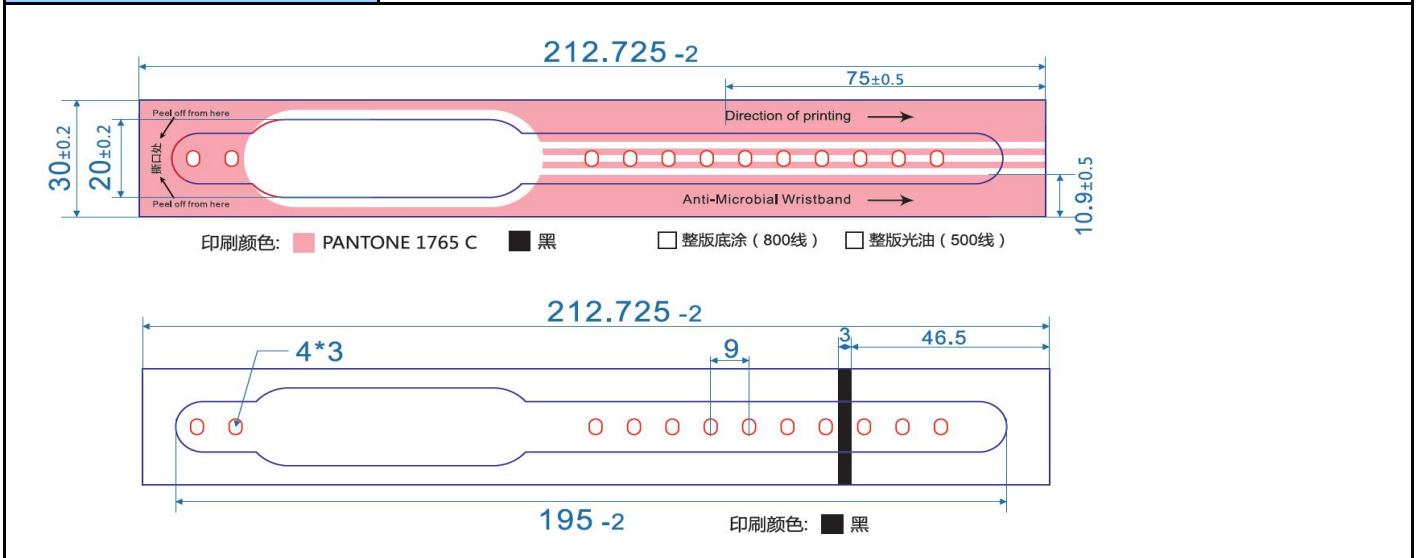 212.725 -2
75±0.5
Peel off from here
Direction of printing
30±0.2
20±0.2
撕口处
10.9±0.5
Peel off from here
Anti-Microbial Wristband
印刷颜色: PANTONE 1765 C 黑 整版底涂（800线） 整版光油（500线）
212.725 -2
4*3
9
3
46.5
195 -2
印刷颜色: 黑